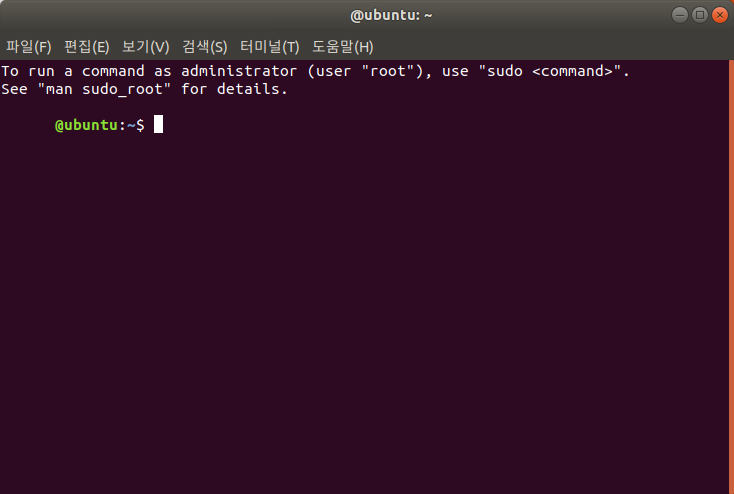 @ubuntu: ~
파일(F) 편집(E) 보기(V) 검색(S) 터미널(T) 도움말(H)
To run a command as administrator (user "root"), use "sudo <command>".
See "man sudo_root" for details.
@ubuntu:~$